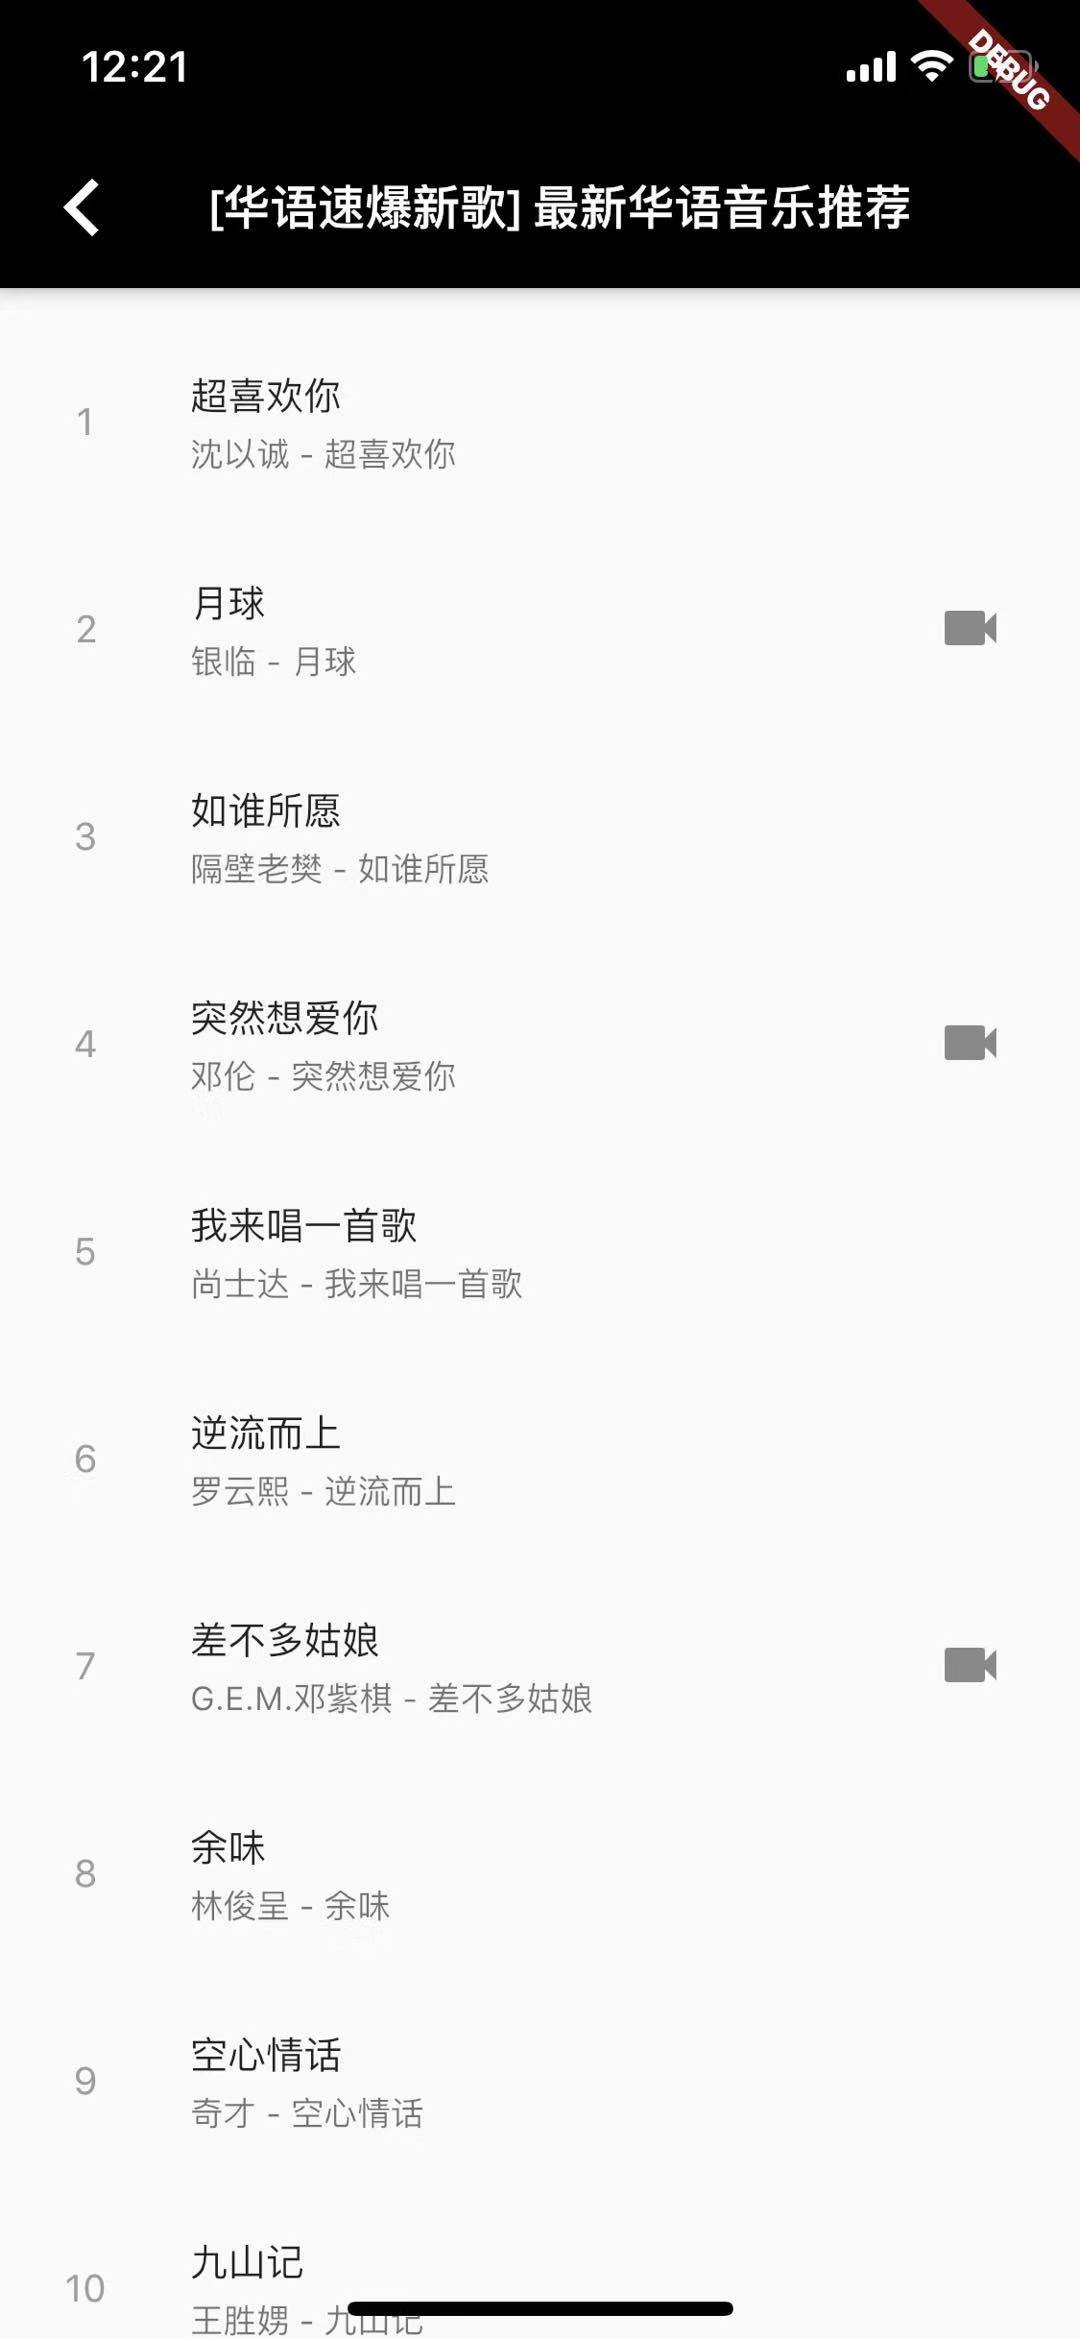 12:21
DEBUG
[华语速爆新歌] 最新华语音乐推荐
1
超喜欢你
沈以诚 - 超喜欢你
2
月球
银临 - 月球
3
如谁所愿
隔壁老樊 - 如谁所愿
4
突然想爱你
邓伦 - 突然想爱你
5
我来唱一首歌
尚士达 - 我来唱一首歌
6
逆流而上
罗云熙 - 逆流而上
7
差不多姑娘
G.E.M.邓紫棋 - 差不多姑娘
8
余味
林俊呈 - 余味
9
空心情话
奇才 - 空心情话
10
九山记
王胜娚 - 九山记